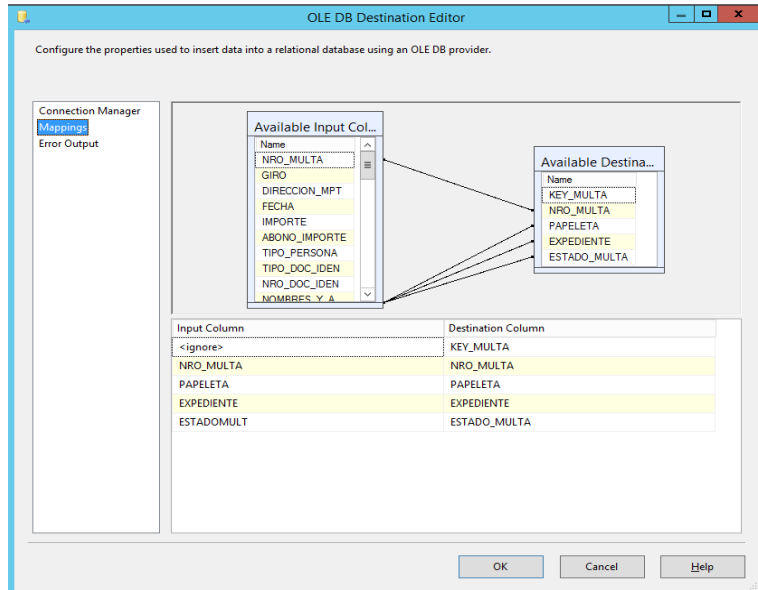 OLE DB Destination Editor
Configure the properties used to insert data into a relational database using an OLE DB provider.
Connection Manager
Mappings
Error Output
Available Input Col...
Name
NRO_MULTA
GIRO
DIRECCION_MPT
FECHA
IMPORTE
ABONO_IMPORTE
TIPO_PERSONA
TIPO_DOC_IDEN
NRO_DOC_IDEN
NOMBRES_Y_A
Available Destina...
Name
KEY_MULTA
NRO_MULTA
PAPELETA
EXPEDIENTE
ESTADO_MULTA
Input Column Destination Column
<ignore> KEY_MULTA
NRO_MULTA NRO_MULTA
PAPELETA PAPELETA
EXPEDIENTE EXPEDIENTE
ESTADOMULT ESTADO_MULTA
OK Cancel Help